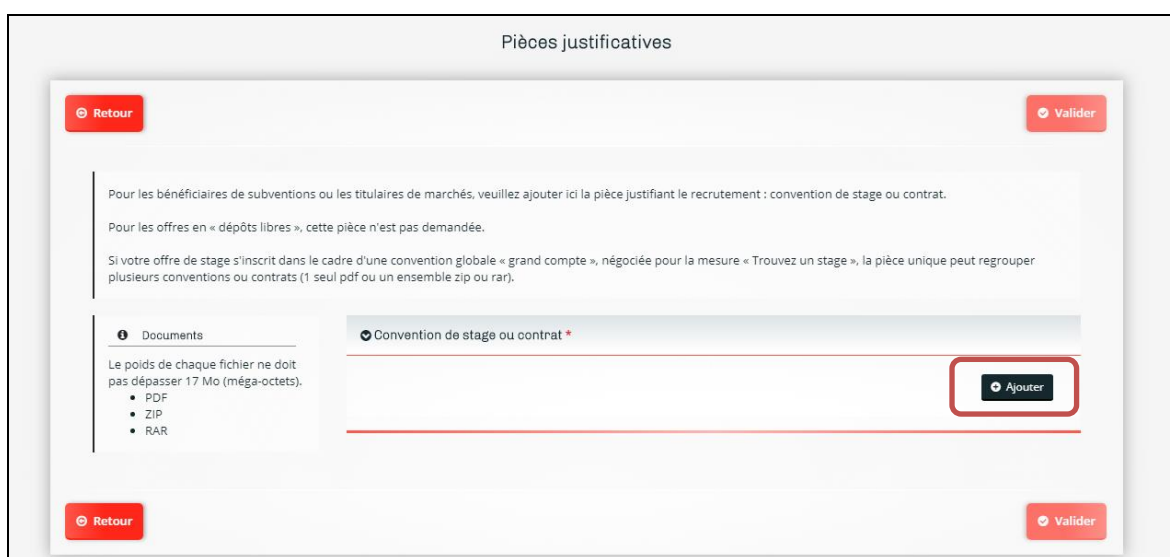 Pièces justificatives
Retour
Valider
Pour les bénéficiaires de subventions ou les titulaires de marchés, veuillez ajouter ici la pièce justifiant le recrutement : convention de stage ou contrat.
Pour les offres en « dépôts libres », cette pièce n'est pas demandée.
Si votre offre de stage s'inscrit dans le cadre d'une convention globale « grand compte », négociée pour la mesure « Trouvez un stage », la pièce unique peut regrouper
plusieurs conventions ou contrats (1 seul pdf ou un ensemble zip ou rar).
Documents
Le poids de chaque fichier ne doit
pas dépasser 17 Mo (méga-octets).
• PDF
• ZIP
• RAR
Convention de stage ou contrat *
Ajouter
Retour
Valider